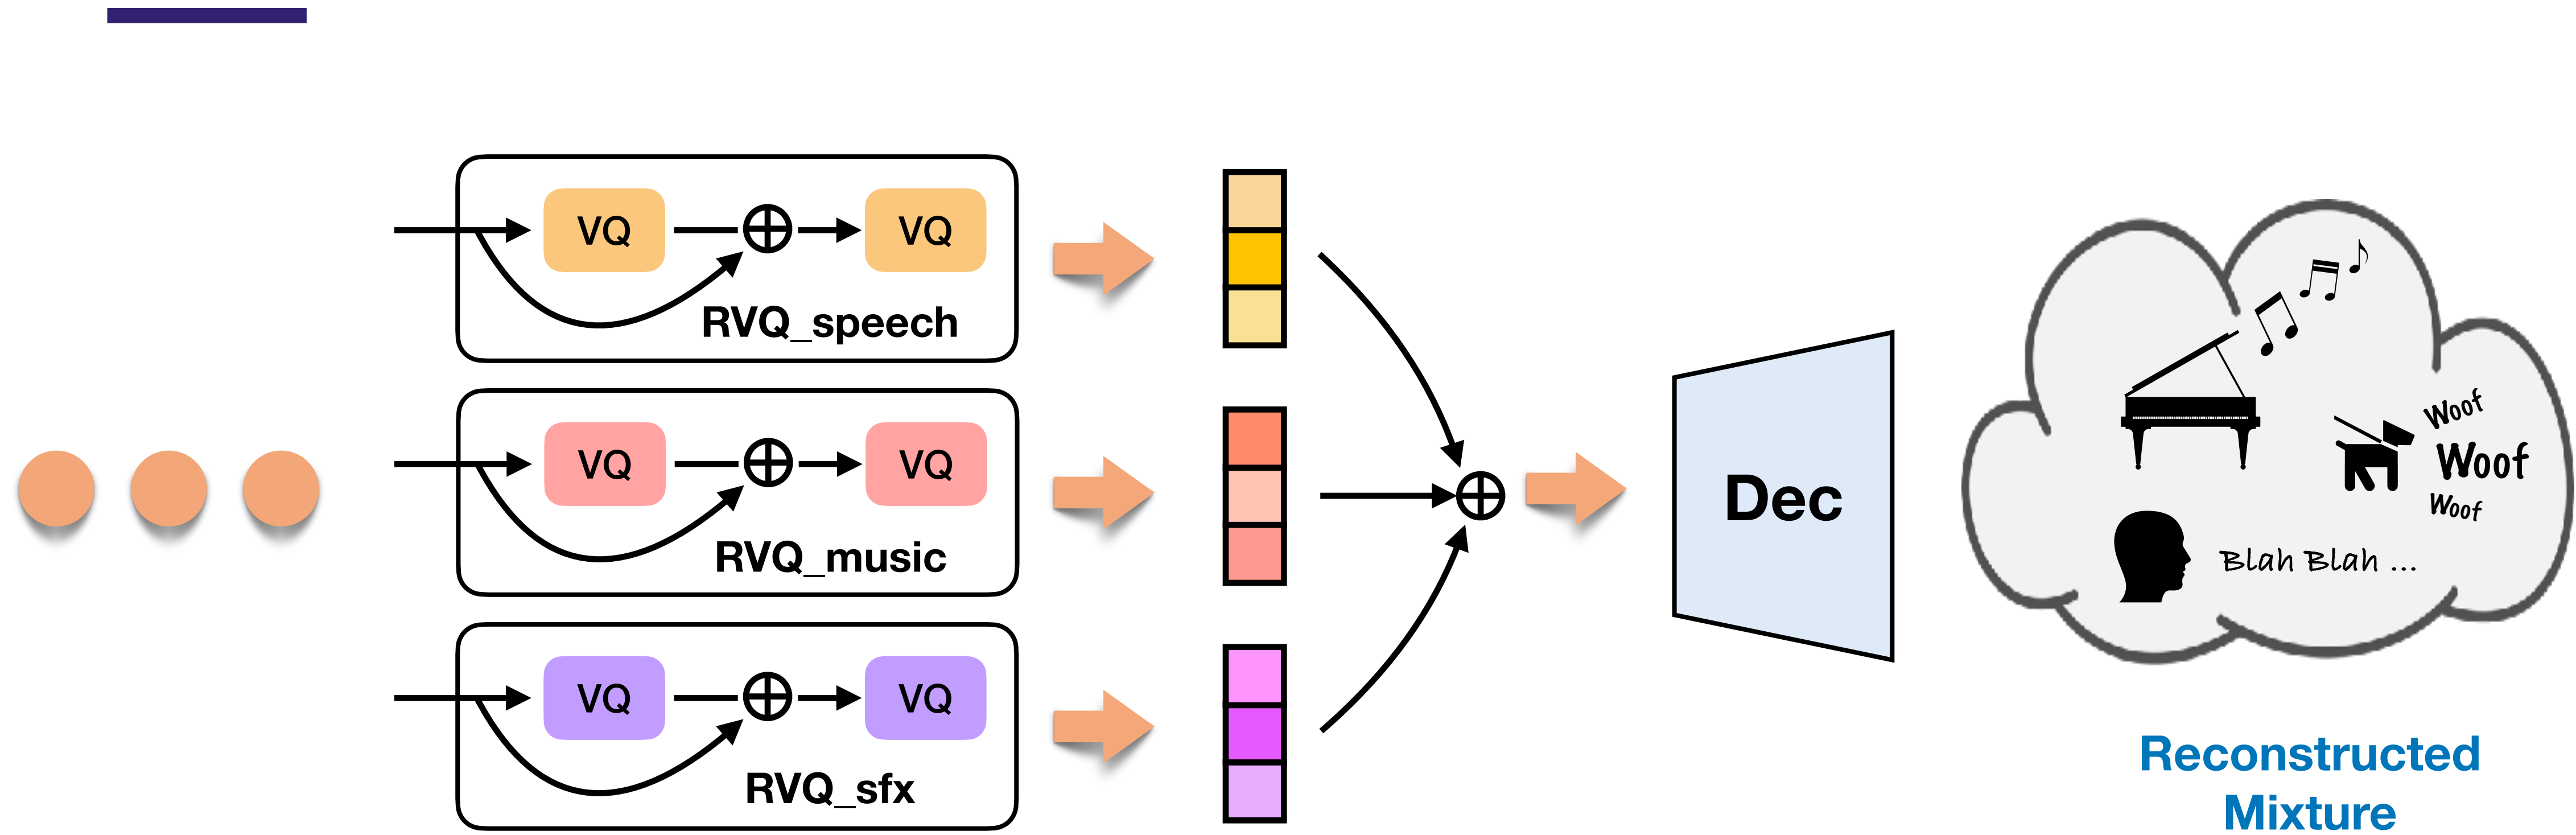 VQ
VQ
RVQ_speech
VQ
VQ
RVQ_music
VQ
VQ
RVQ_sfx
Dec
Woof
Woof
Woof
Blah Blah ...
Reconstructed
Mixture